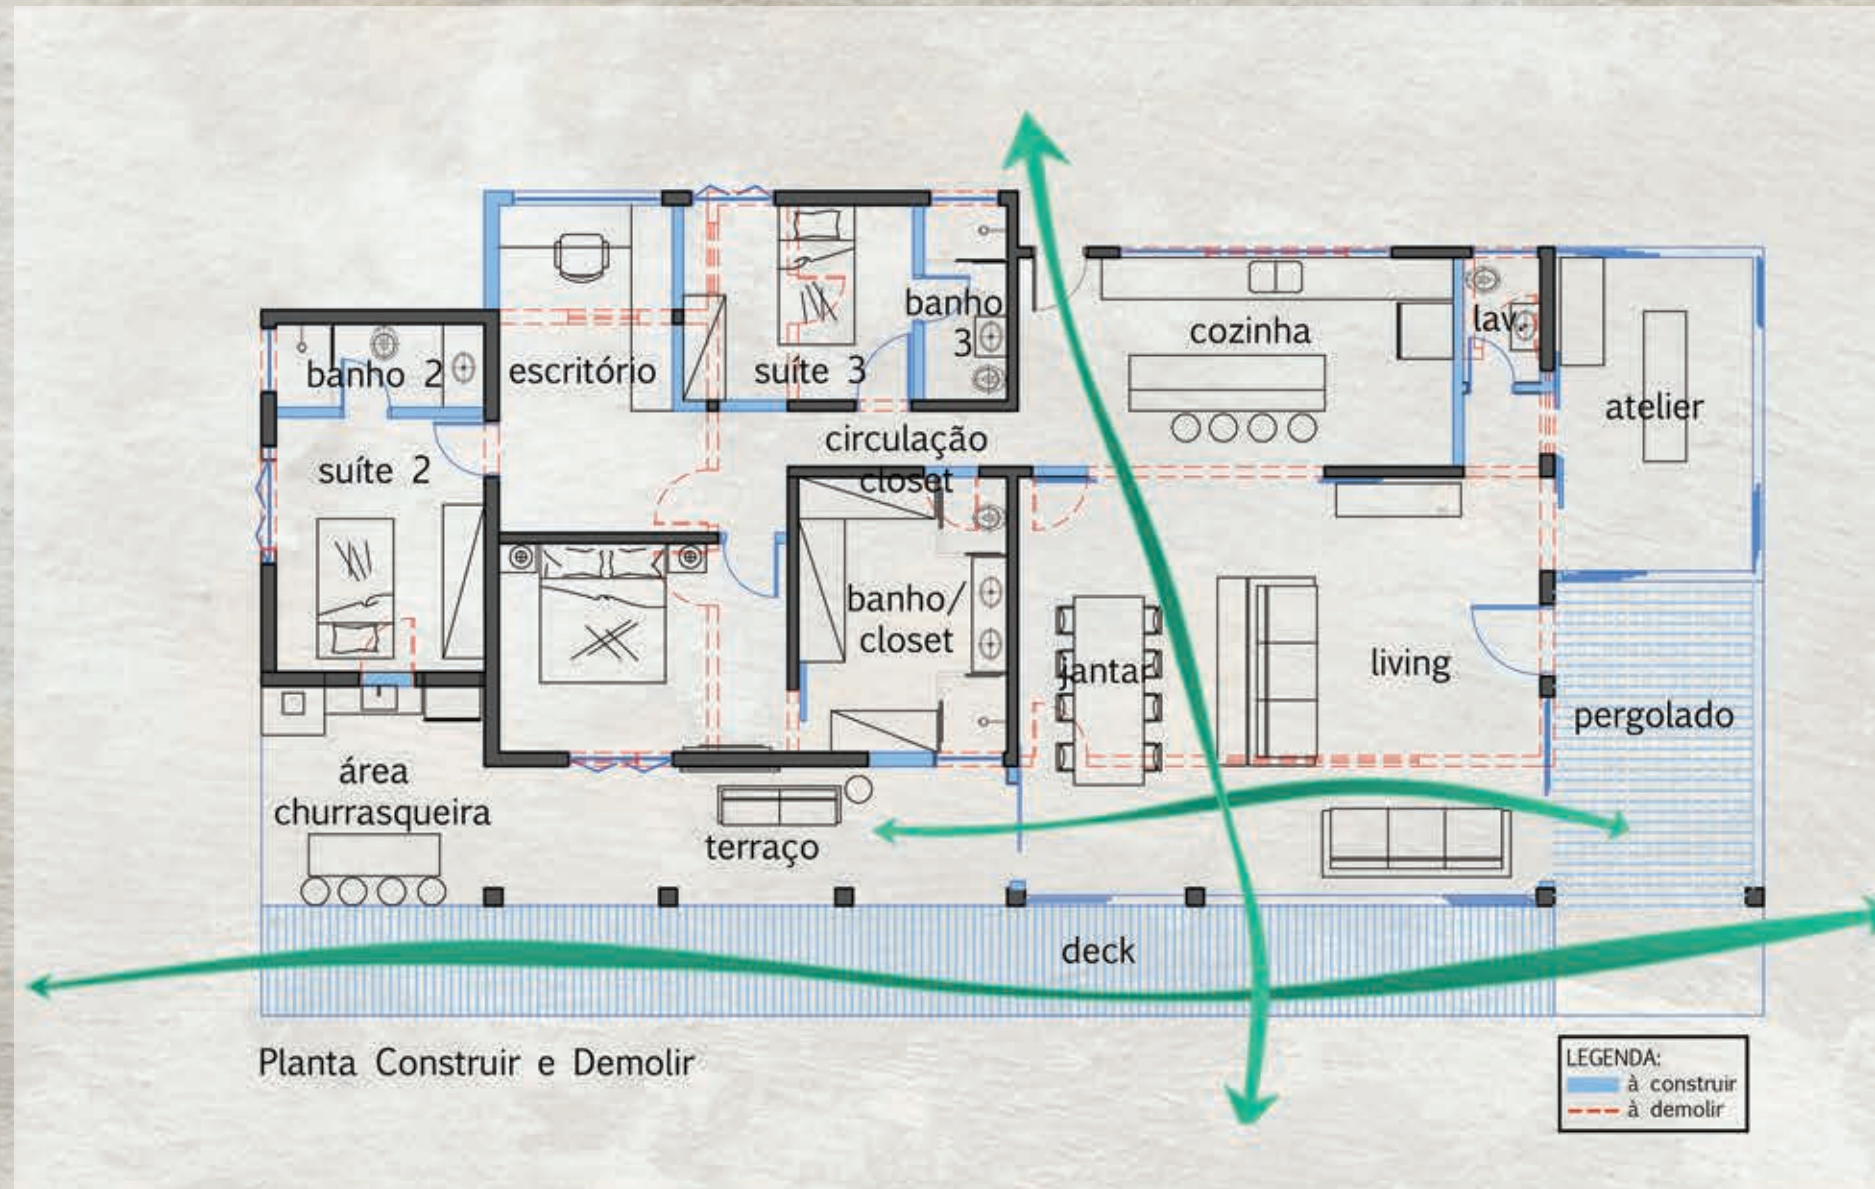 banho
3
cozinha
lav.
banho 2
escritório
suíte 3
atelier
circulação
closet
suíte 2
banho/
closet
jantar
living
pergolado
área
churrasqueira
terraço
deck
Planta Construir e Demolir
LEGENDA:
à construir
à demolir